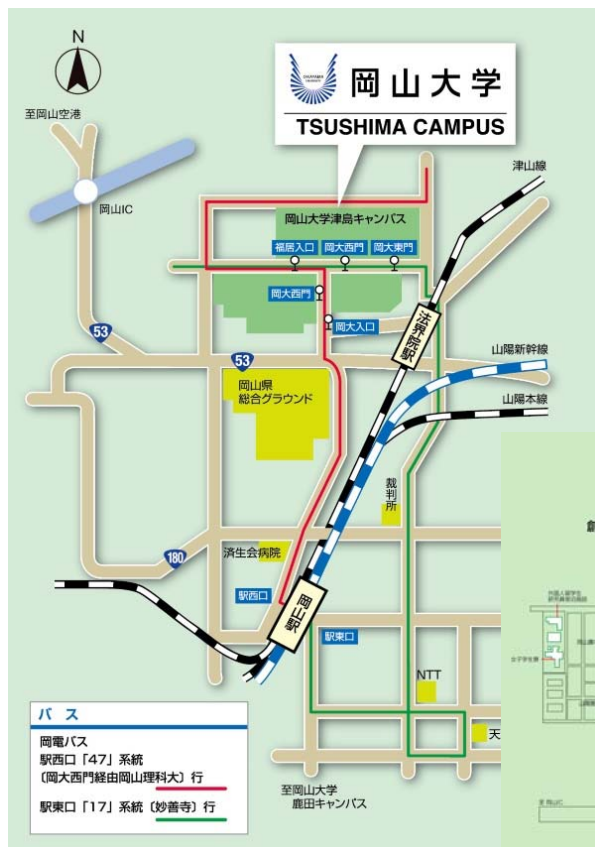 N
岡山大学
TSUSHIMA CAMPUS
至岡山空港
岡山IC
津山線
岡山大学津島キャンパス
福居入口
岡大西門
岡大東門
岡大西門
岡大入口
法界院駅
53
53
山陽新幹線
山陽本線
岡山県
総合グラウンド
裁判所
180
済生会病院
駅西口
岡山駅
駅東口
NTT
天
至岡山大学
鹿田キャンパス
バス
岡電バス
駅西口「47」系統
〔岡大西門経由岡山理科大〕行
駅東口「17」系統〔妙善寺〕行
創
女子学生寮